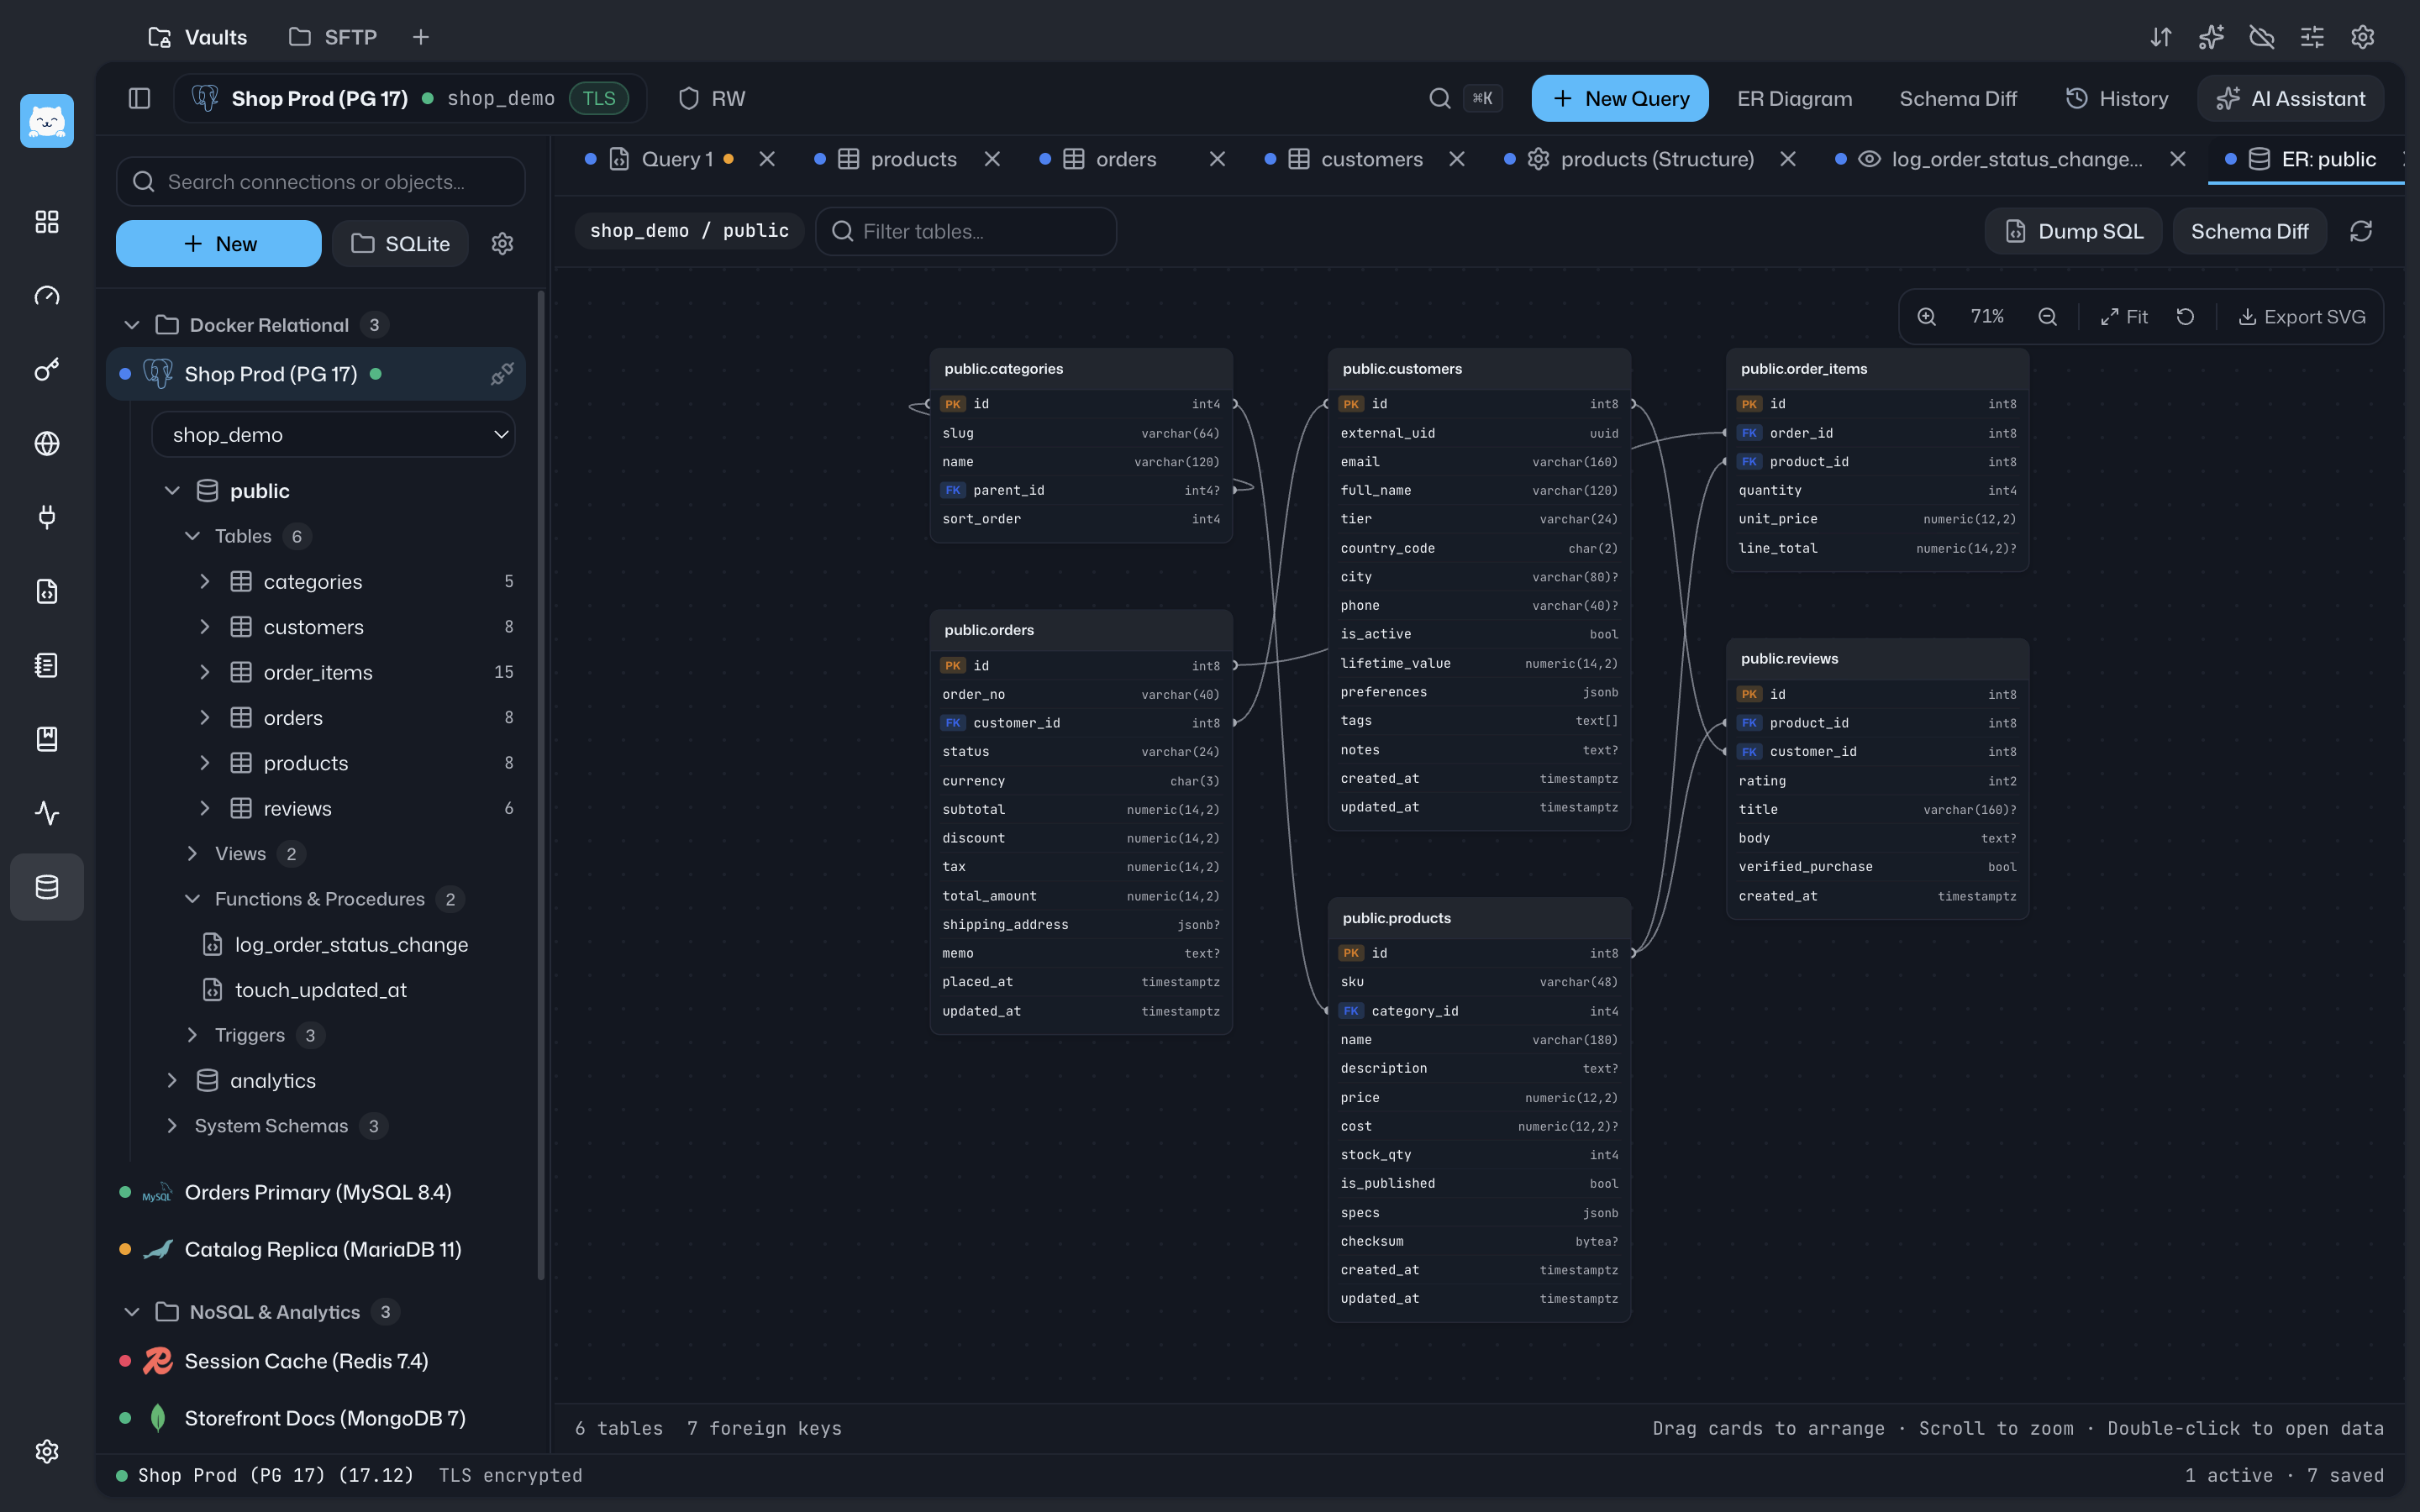 Vaults SFTP
Shop Prod (PG 17) shop_demo TLS RW ⌘K New Query ER Diagram Schema Diff History AI Assistant
Search connections or objects...
New SQLite
Docker Relational 3
Shop Prod (PG 17)
shop_demo
public
Tables 6
categories 5
customers 8
order_items 15
orders 8
products 8
reviews 6
Views 2
Functions & Procedures 2
log_order_status_change
touch_updated_at
Triggers 3
analytics
System Schemas 3
MySQL Orders Primary (MySQL 8.4)
Catalog Replica (MariaDB 11)
NoSQL & Analytics 3
Session Cache (Redis 7.4)
Storefront Docs (MongoDB 7)
Query 1 products orders customers products (Structure) log_order_status_change... ER: public
shop_demo / public Filter tables... Dump SQL Schema Diff
71% Fit Export SVG
public.categories
PK id int4
slug varchar(64)
name varchar(120)
FK parent_id int4?
sort_order int4
public.orders
PK id int8
order_no varchar(40)
FK customer_id int8
status varchar(24)
currency char(3)
subtotal numeric(14,2)
discount numeric(14,2)
tax numeric(14,2)
total_amount numeric(14,2)
shipping_address jsonb?
memo text?
placed_at timestamptz
updated_at timestamptz
public.customers
PK id int8
external_uid uuid
email varchar(160)
full_name varchar(120)
tier varchar(24)
country_code char(2)
city varchar(80)?
phone varchar(40)?
is_active bool
lifetime_value numeric(14,2)
preferences jsonb
tags text[]
notes text?
created_at timestamptz
updated_at timestamptz
public.products
PK id int8
sku varchar(48)
FK category_id int4
name varchar(180)
description text?
price numeric(12,2)
cost numeric(12,2)?
stock_qty int4
is_published bool
specs jsonb
checksum bytea?
created_at timestamptz
updated_at timestamptz
public.order_items
PK id int8
FK order_id int8
FK product_id int8
quantity int4
unit_price numeric(12,2)
line_total numeric(14,2)?
public.reviews
PK id int8
FK product_id int8
FK customer_id int8
rating int2
title varchar(160)?
body text?
verified_purchase bool
created_at timestamptz
6 tables 7 foreign keys Drag cards to arrange · Scroll to zoom · Double-click to open data
Shop Prod (PG 17) (17.12) TLS encrypted 1 active · 7 saved